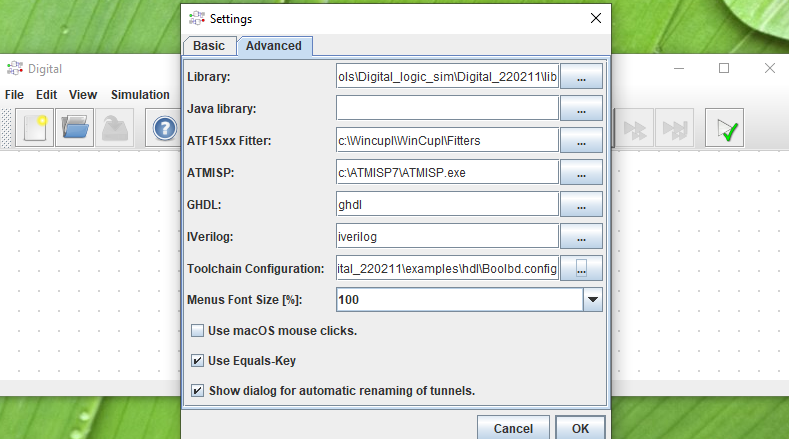 Settings
Basic
Advanced
Digital
File Edit View Simulation
Library: ols\Digital_logic_sim\Digital_220211\lib ...
Java library: ...
ATF15xx Fitter: c:\Wincupl\WinCupl\Fitters ...
ATMISP: c:\ATMISP7\ATMISP.exe ...
GHDL: ghdl ...
IVerilog: iverilog ...
Toolchain Configuration: ital_220211\examples\hdl\Boolbd.config ...
Menus Font Size [%]: 100
Use macOS mouse clicks.
Use Equals-Key
Show dialog for automatic renaming of tunnels.
Cancel OK